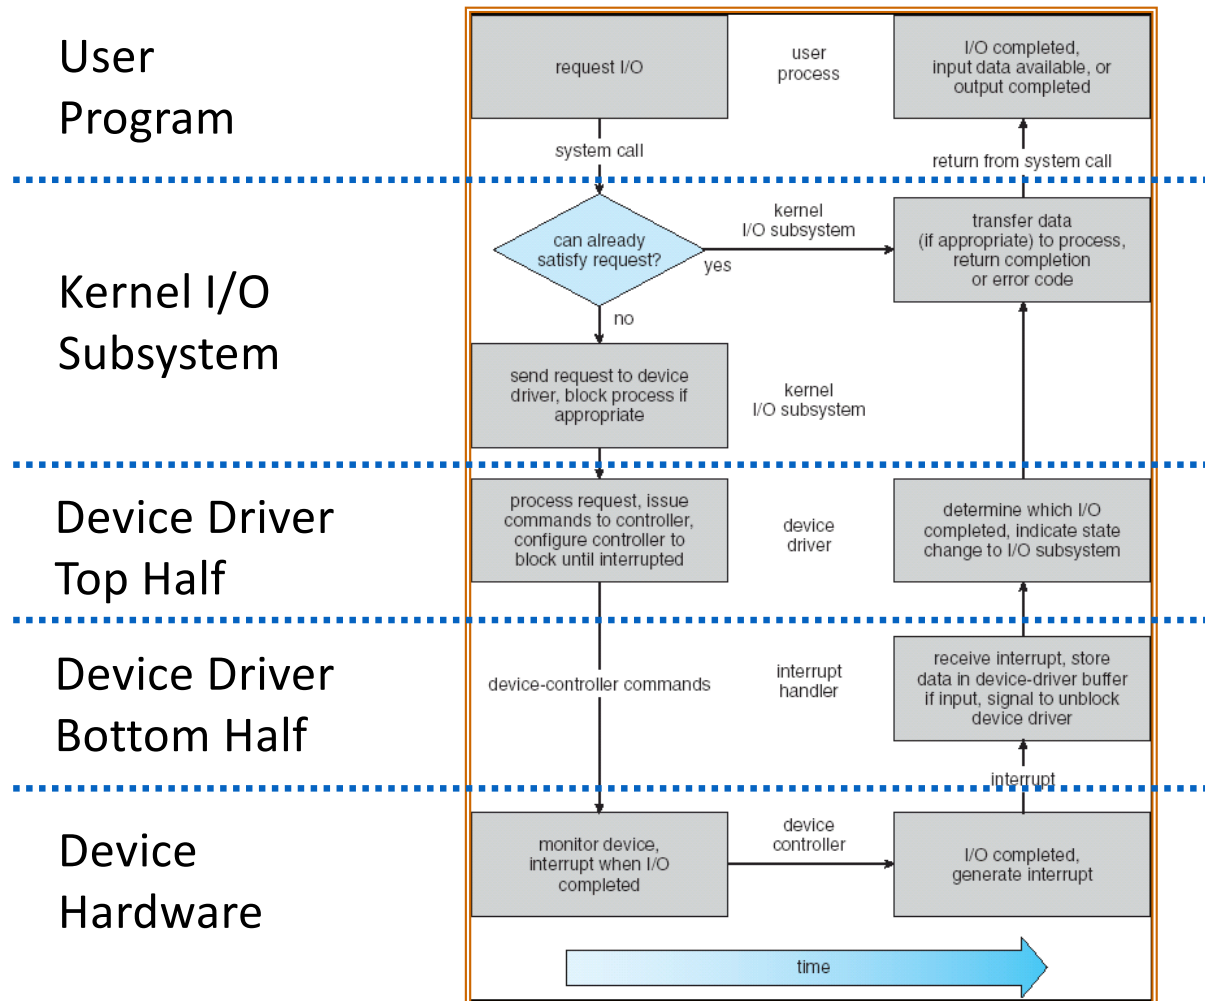 User
Program
request I/O
user
process
I/O completed,
input data available, or
output completed
system call
return from system call
Kernel I/O
Subsystem
can already
satisfy request?
kernel
I/O subsystem
yes
transfer data
(if appropriate) to process,
return completion
or error code
no
send request to device
driver, block process if
appropriate
kernel
I/O subsystem
Device Driver
Top Half
process request, issue
commands to controller,
configure controller to
block until interrupted
device
driver
determine which I/O
completed, indicate state
change to I/O subsystem
Device Driver
Bottom Half
device-controller commands
interrupt
handler
receive interrupt, store
data in device-driver buffer
if input, signal to unblock
device driver
interrupt
Device
Hardware
monitor device,
interrupt when I/O
completed
device
controller
I/O completed,
generate interrupt
time